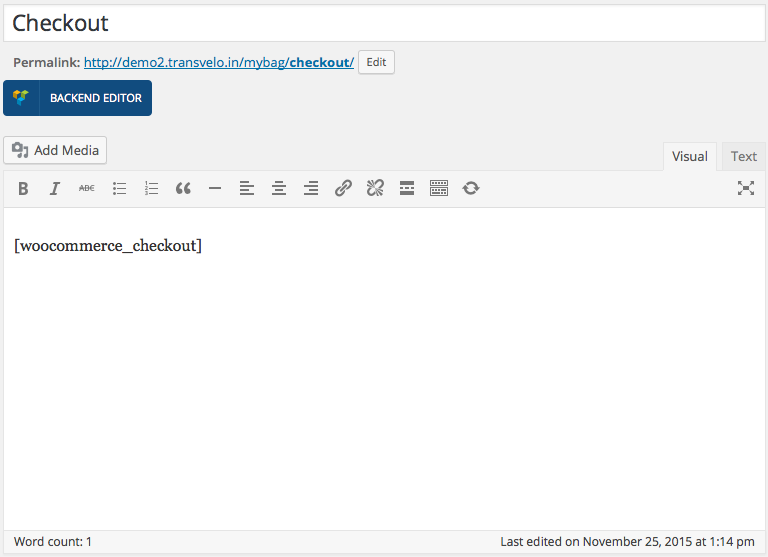 Checkout
Permalink: http://demo2.transvelo.in/mybag/checkout/ Edit
BACKEND EDITOR
Add Media
Visual Text
B I ABC
[woocommerce_checkout]
Word count: 1 Last edited on November 25, 2015 at 1:14 pm